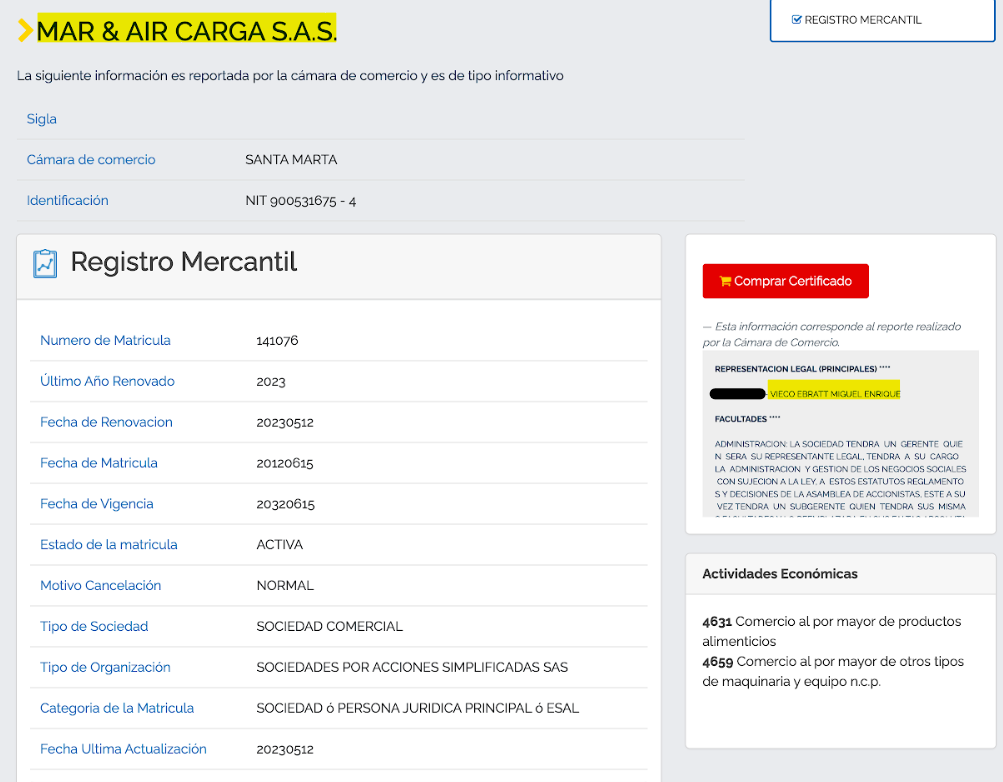 MAR & AIR CARGA S.A.S.
REGISTRO MERCANTIL
La siguiente información es reportada por la cámara de comercio y es de tipo informativo
Sigla
Cámara de comercio SANTA MARTA
Identificación NIT 900531675 - 4
Registro Mercantil
Numero de Matricula 141076
Último Año Renovado 2023
Fecha de Renovacion 20230512
Fecha de Matricula 20120615
Fecha de Vigencia 20320615
Estado de la matricula ACTIVA
Motivo Cancelación NORMAL
Tipo de Sociedad SOCIEDAD COMERCIAL
Tipo de Organización SOCIEDADES POR ACCIONES SIMPLIFICADAS SAS
Categoria de la Matricula SOCIEDAD ó PERSONA JURIDICA PRINCIPAL ó ESAL
Fecha Ultima Actualización 20230512
Comprar Certificado
— Esta información corresponde al reporte realizado
por la Cámara de Comercio.
REPRESENTACION LEGAL (PRINCIPALES) ****
- VIECO EBRATT MIGUEL ENRIQUE
FACULTADES ****
ADMINISTRACION: LA SOCIEDAD TENDRA UN GERENTE QUIE
N SERA SU REPRESENTANTE LEGAL, TENDRA A SU CARGO
LA ADMINISTRACION Y GESTION DE LOS NEGOCIOS SOCIALES
CON SUJECION A LA LEY, A ESTOS ESTATUTOS REGLAMENTO
S Y DECISIONES DE LA ASAMBLEA DE ACCIONISTAS. ESTE A SU
VEZ TENDRA UN SUBGERENTE QUIEN TENDRA SUS MISMA
Actividades Económicas
4631 Comercio al por mayor de productos
alimenticios
4659 Comercio al por mayor de otros tipos
de maquinaria y equipo n.c.p.